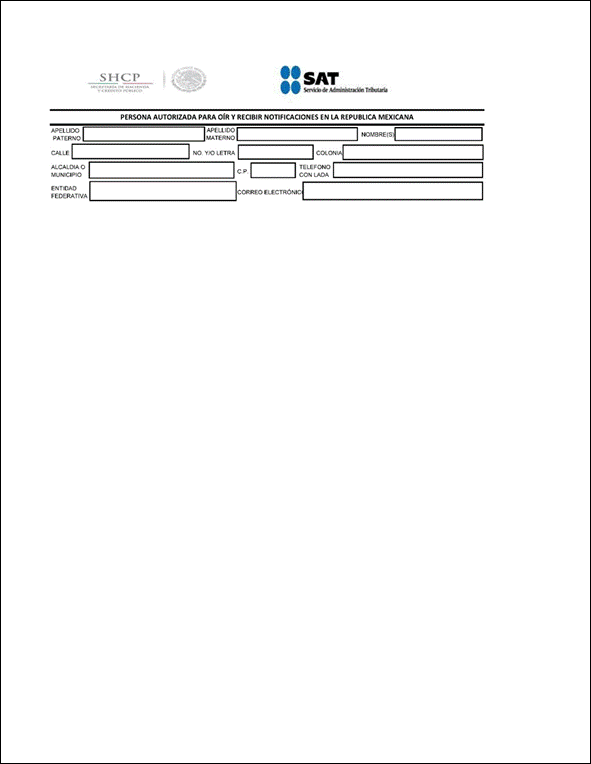 SHCP
SECRETARÍA DE HACIENDA
Y CRÉDITO PÚBLICO
SAT
Servicio de Administración Tributaria
PERSONA AUTORIZADA PARA OÍR Y RECIBIR NOTIFICACIONES EN LA REPUBLICA MEXICANA
APELLIDO PATERNO APELLIDO MATERNO NOMBRE(S)
CALLE NO. Y/O LETRA COLONIA
ALCALDIA O MUNICIPIO C.P. TELEFONO CON LADA
ENTIDAD FEDERATIVA CORREO ELECTRÓNICO